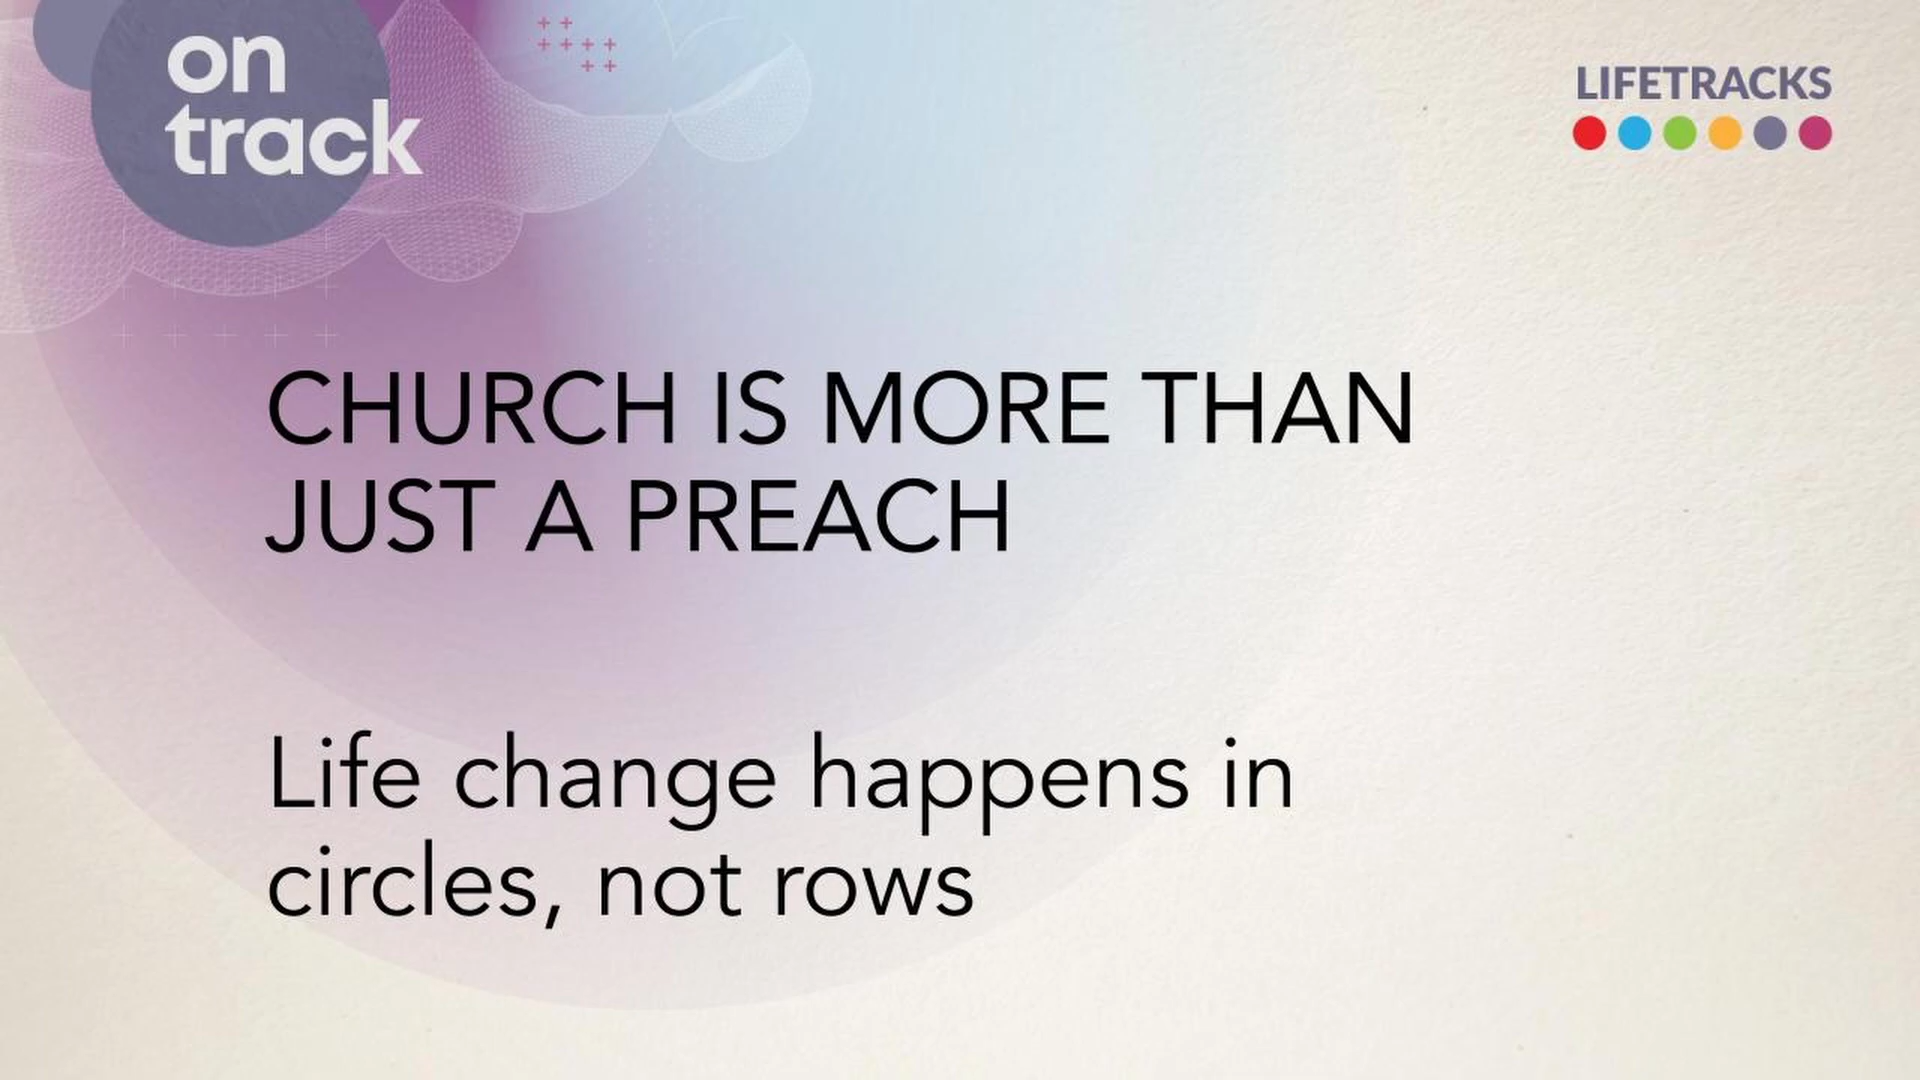 on
track
LIFETRACKS
CHURCH IS MORE THAN
JUST A PREACH
Life change happens in
circles, not rows